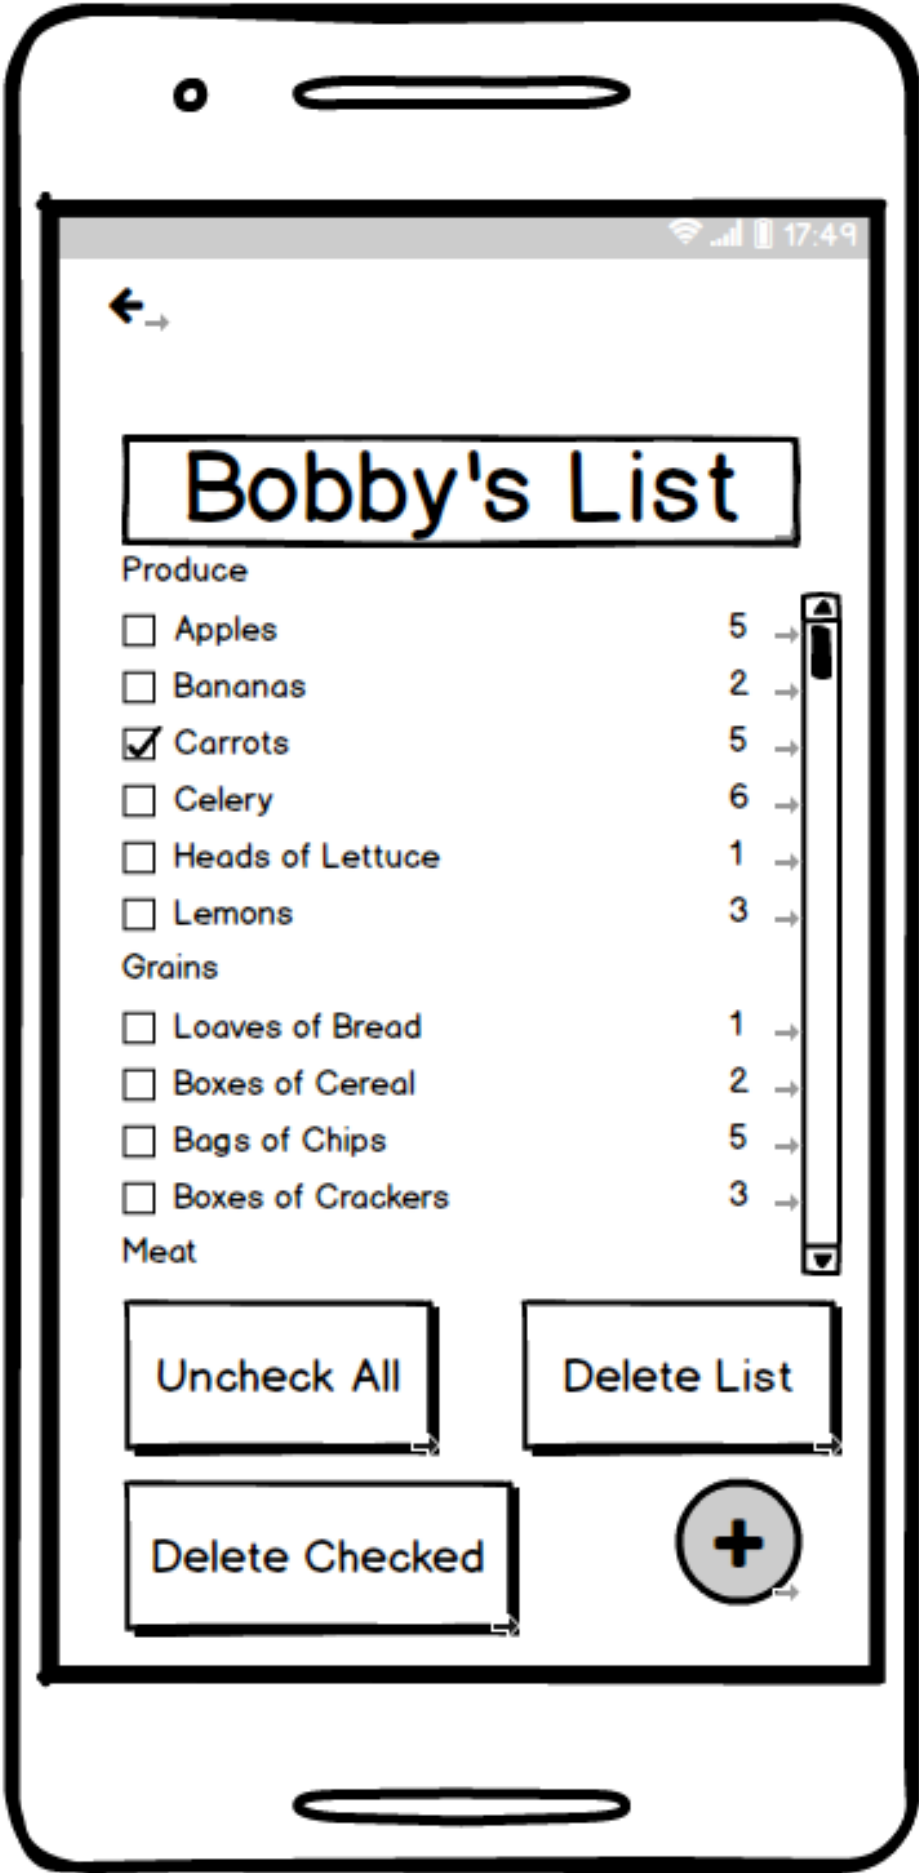 17:49
Bobby's List
Produce
Apples 5
Bananas 2
Carrots 5
Celery 6
Heads of Lettuce 1
Lemons 3
Grains
Loaves of Bread 1
Boxes of Cereal 2
Bags of Chips 5
Boxes of Crackers 3
Meat
Uncheck All Delete List
Delete Checked +